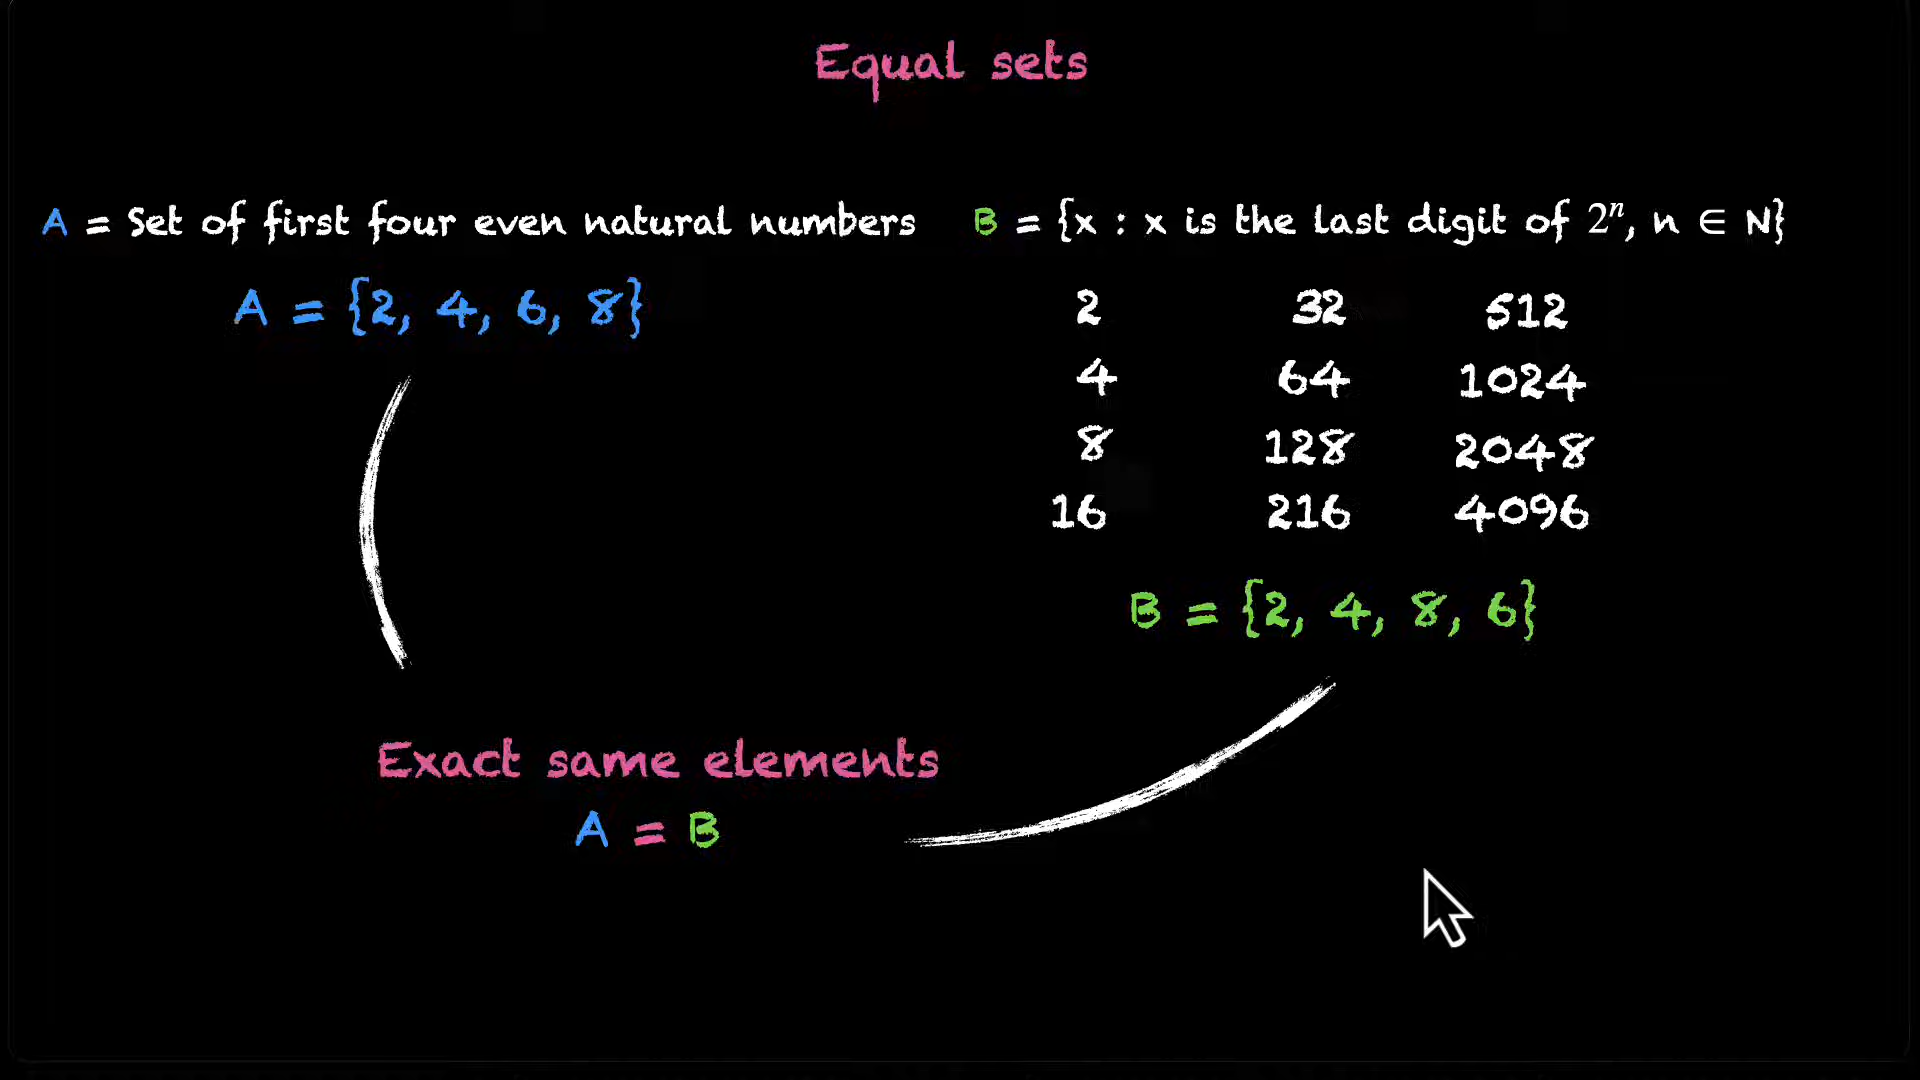 Equal sets
A = Set of first four even natural numbers
A = {2, 4, 6, 8}
B = {x : x is the last digit of 2ⁿ, n ∈ N}
2 32 512
4 64 1024
8 128 2048
16 216 4096
B = {2, 4, 8, 6}
Exact same elements
A = B